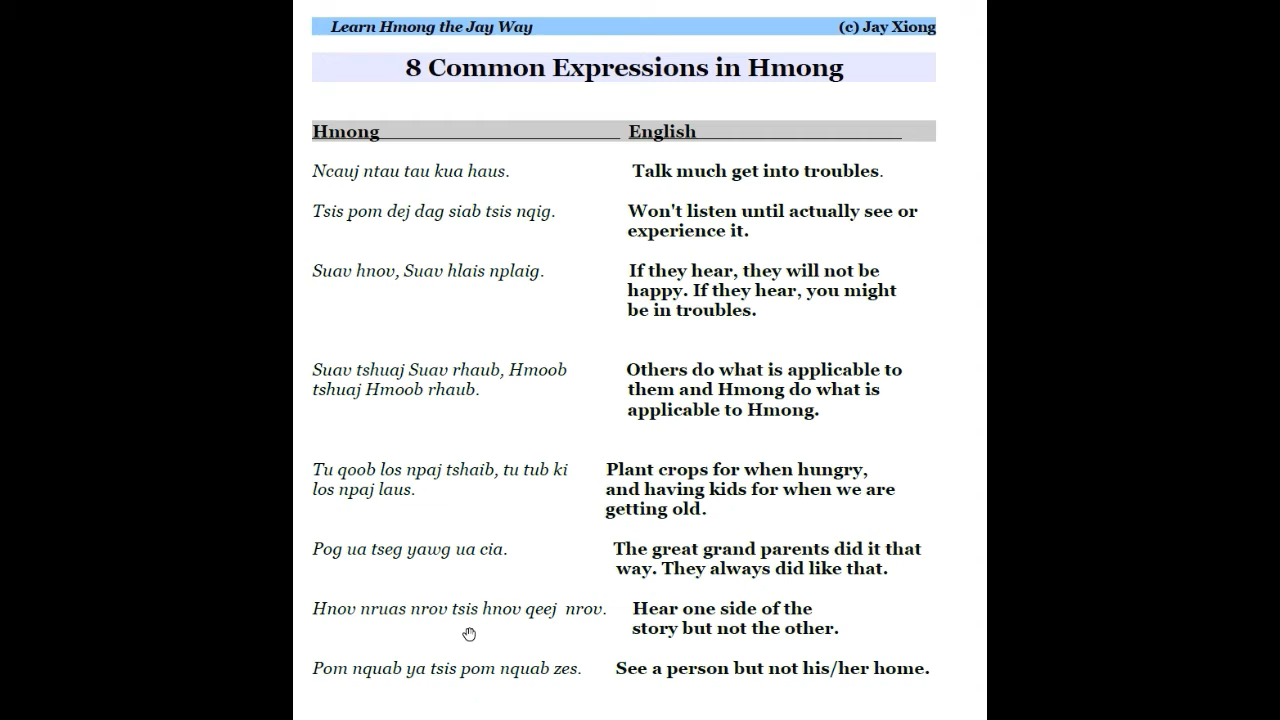 Learn Hmong the Jay Way (c) Jay Xiong
8 Common Expressions in Hmong
Hmong English
Ncauj ntau tau kua haus. Talk much get into troubles.
Tsis pom dej dag siab tsis nqig. Won't listen until actually see or
experience it.
Suav hnov, Suav hlais nplaig. If they hear, they will not be
happy. If they hear, you might
be in troubles.
Suav tshuaj Suav rhaub, Hmoob Others do what is applicable to
tshuaj Hmoob rhaub. them and Hmong do what is
applicable to Hmong.
Tu qoob los npaj tshaib, tu tub ki Plant crops for when hungry,
los npaj laus. and having kids for when we are
getting old.
Pog ua tseg yawg ua cia. The great grand parents did it that
way. They always did like that.
Hnov nruas nrov tsis hnov qeej nrov. Hear one side of the
story but not the other.
Pom nquab ya tsis pom nquab zes. See a person but not his/her home.